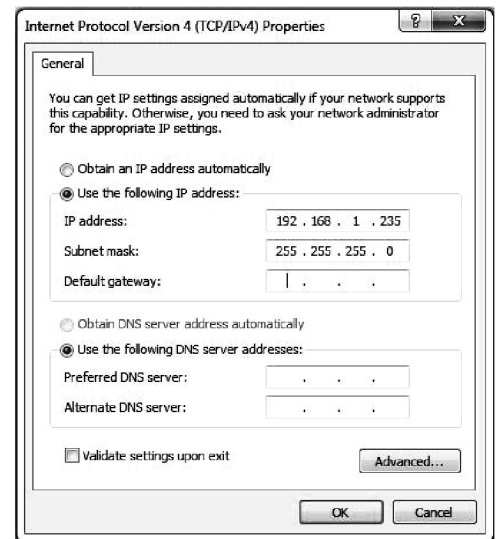 Internet Protocol Version 4 (TCP/IPv4) Properties
? X
General
You can get IP settings assigned automatically if your network supports
this capability. Otherwise, you need to ask your network administrator
for the appropriate IP settings.
Obtain an IP address automatically
Use the following IP address:
IP address: 192 . 168 . 1 . 235
Subnet mask: 255 . 255 . 255 . 0
Default gateway: . . .
Obtain DNS server address automatically
Use the following DNS server addresses:
Preferred DNS server: . . .
Alternate DNS server: . . .
Validate settings upon exit
Advanced...
OK Cancel